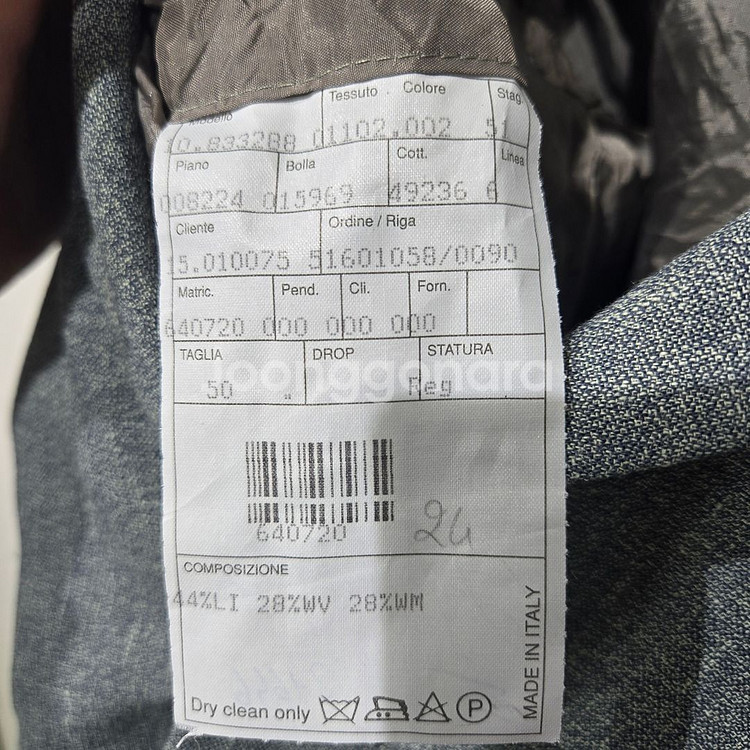 Tessuto Colore Stag
0.833288 01102.002 51
Piano Bolla Cott. Linea
008224 015969 49236 6
Cliente Ordine / Riga
15.010075 51601058/0090
Matric. Pend. Cli. Forn.
640720 000 000 000
TAGLIA DROP STATURA
50 Reg
joonggonara
640720
24
COMPOSIZIONE
44%LI 28%WV 28%WM
MADE IN ITALY
Dry clean only P